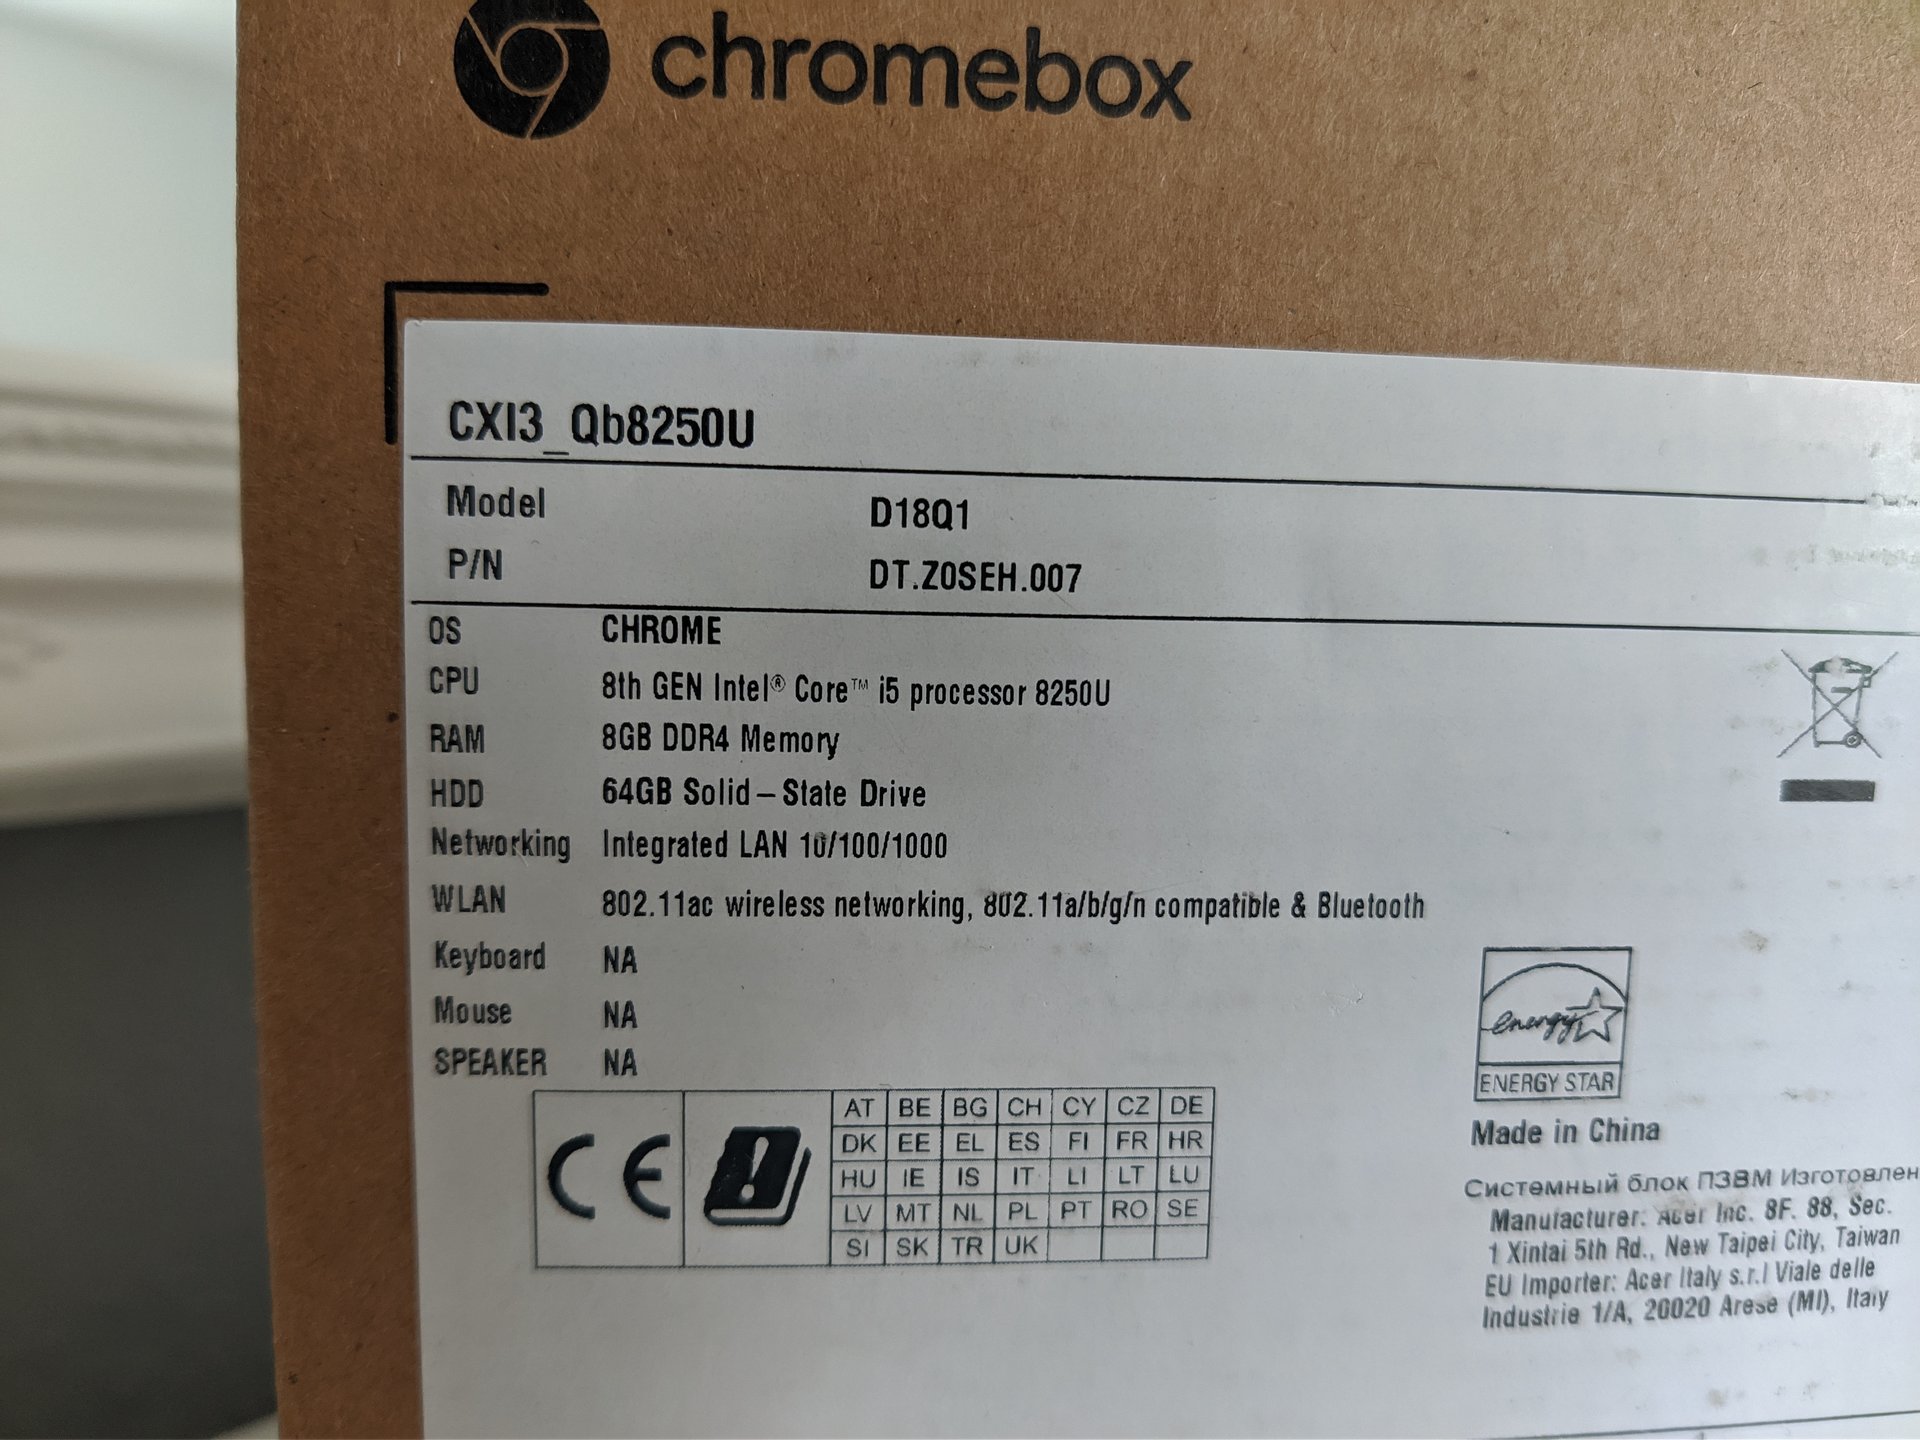 chromebox
CXI3_Qb8250U
Model D18Q1
P/N DT.Z0SEH.007
OS CHROME
CPU 8th GEN Intel® Core™ i5 processor 8250U
RAM 8GB DDR4 Memory
HDD 64GB Solid–State Drive
Networking Integrated LAN 10/100/1000
WLAN 802.11ac wireless networking, 802.11a/b/g/n compatible & Bluetooth
Keyboard NA
Mouse NA
SPEAKER NA
CE
AT BE BG CH CY CZ DE
DK EE EL ES FI FR HR
HU IE IS IT LI LT LU
LV MT NL PL PT RO SE
SI SK TR UK
energy
ENERGY STAR
Made in China
Системный блок ПЗВМ Изготовлен
Manufacturer: Acer Inc. 8F. 88, Sec.
1 Xintai 5th Rd., New Taipei City, Taiwan
EU Importer: Acer Italy s.r.l Viale delle
Industrie 1/A, 20020 Arese (MI), Italy